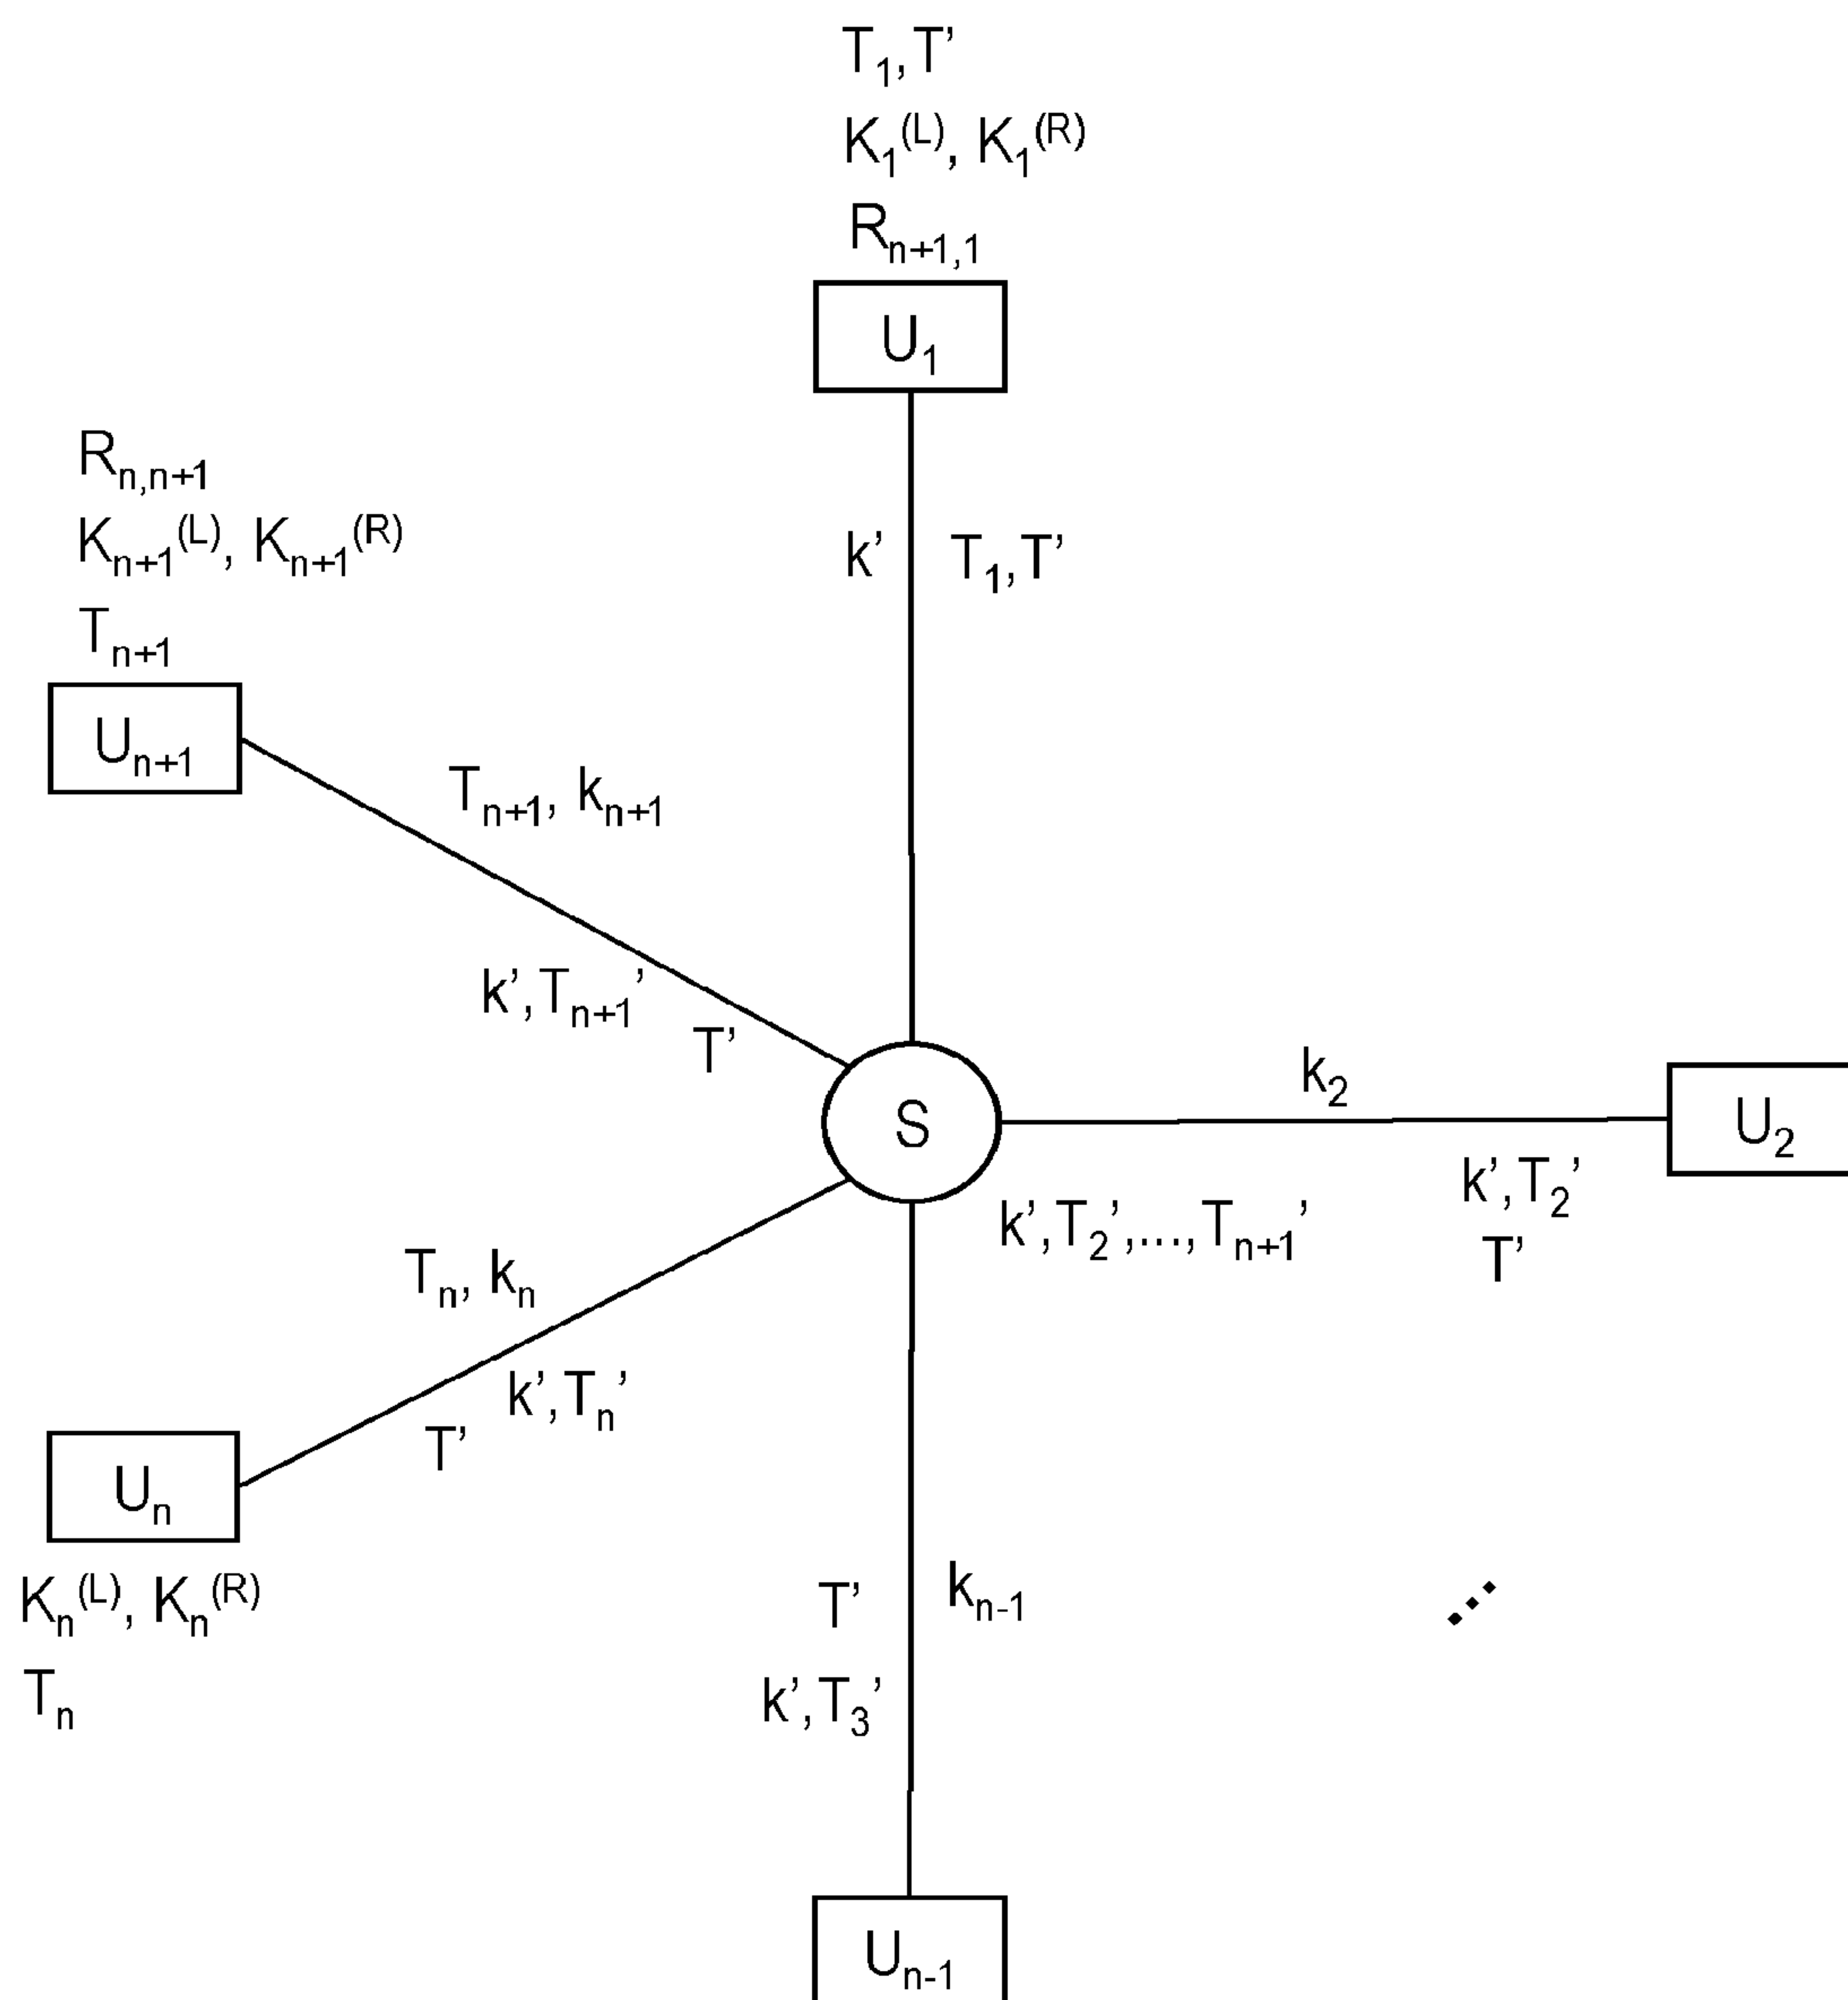 T₁,T’
K₁⁽ᴸ⁾, K₁⁽ᴿ⁾
Rₙ₊₁,₁
U₁
k’ T₁,T’
Rₙ,ₙ₊₁
Kₙ₊₁⁽ᴸ⁾, Kₙ₊₁⁽ᴿ⁾
Tₙ₊₁
Uₙ₊₁
Tₙ₊₁, kₙ₊₁
k’,Tₙ₊₁’
T’
S
k₂
U₂
k’,T₂’
T’
k’,T₂’,...,Tₙ₊₁’
Tₙ, kₙ
k’,Tₙ’
T’
Uₙ
Kₙ⁽ᴸ⁾, Kₙ⁽ᴿ⁾
Tₙ
T’ kₙ₋₁
k’,T₃’
⋰
Uₙ₋₁